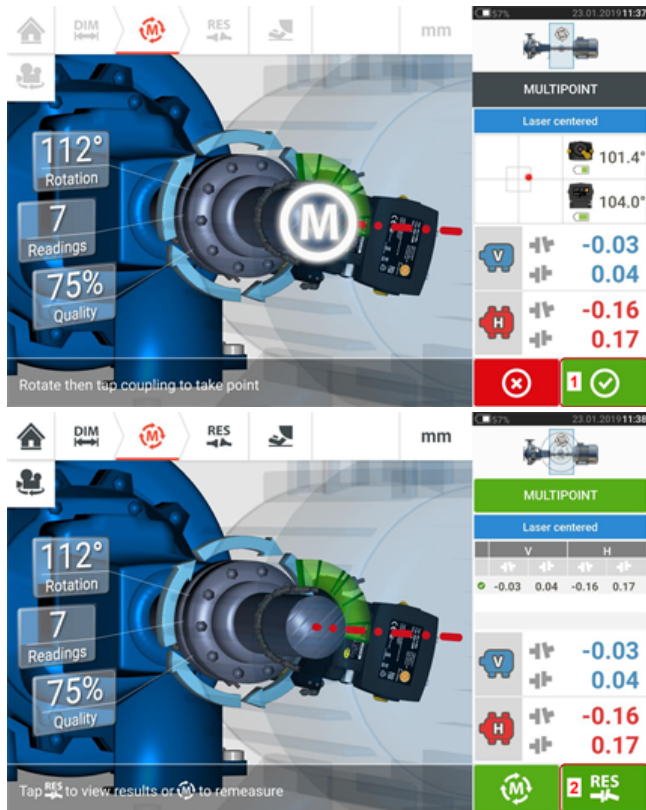 DIM
M
RES
mm
57%
23.01.2019 11:37
MULTIPOINT
Laser centered
101.4°
104.0°
112°
Rotation
7
Readings
75%
Quality
M
V
-0.03
0.04
H
-0.16
0.17
Rotate then tap coupling to take point
1
DIM
M
RES
mm
57%
23.01.2019 11:38
MULTIPOINT
Laser centered
V H
-0.03 0.04 -0.16 0.17
112°
Rotation
7
Readings
75%
Quality
V
-0.03
0.04
H
-0.16
0.17
Tap RES to view results or M to remeasure
M
2 RES